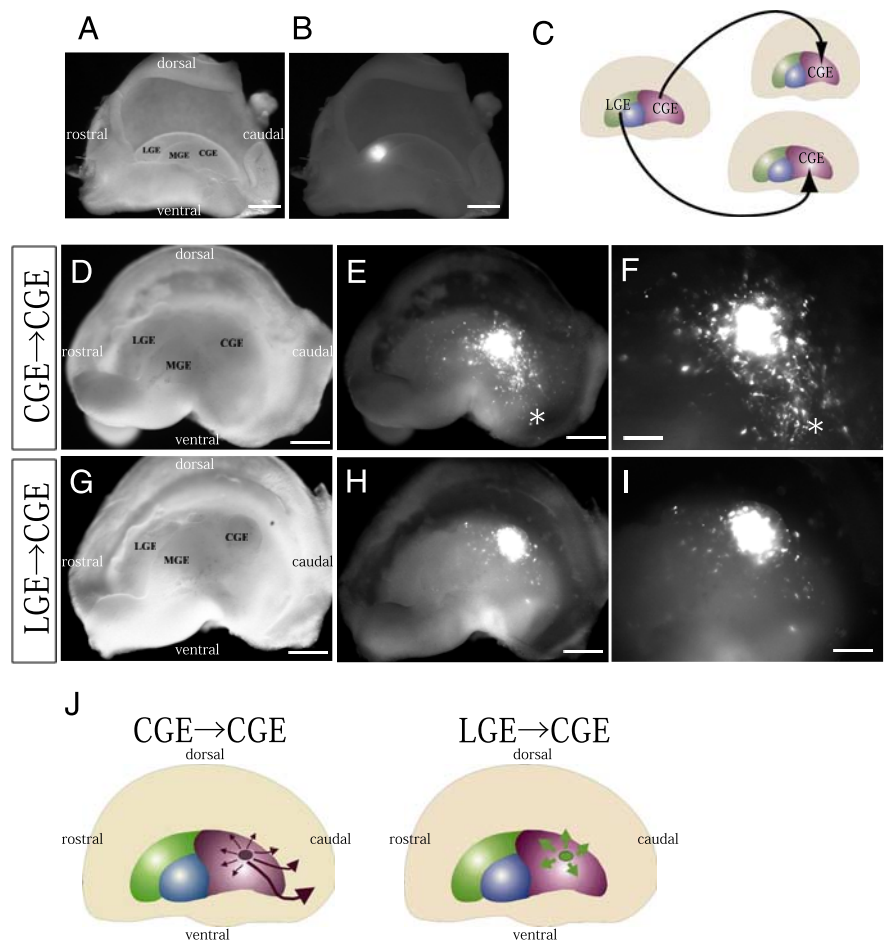 A
B
C
dorsal
rostral
caudal
LGE
MGE
CGE
ventral
LGE
CGE
CGE
CGE
CGE→CGE
D
dorsal
rostral
caudal
LGE
MGE
CGE
ventral
E
*
F
*
LGE→CGE
G
dorsal
rostral
caudal
LGE
MGE
CGE
ventral
H
I
J
CGE→CGE
dorsal
rostral
caudal
ventral
LGE→CGE
dorsal
rostral
caudal
ventral